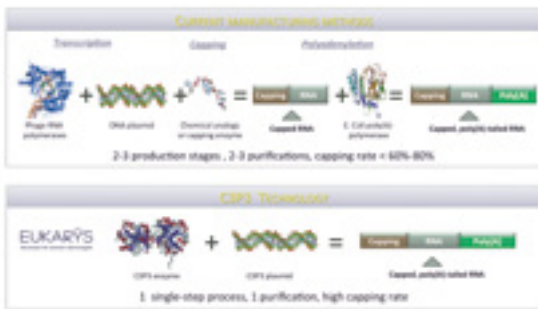 CURRENT MANUFACTURING METHODS
Transcription Capping Polyadenylation
Capping RNA Capping RNA Poly(A)
Phage RNA polymerase
DNA plasmid
Chemical analogs or capping enzyme
Capped RNA
E. Coli poly(A) polymerase
Capped, poly(A)-tailed RNA
2-3 production stages , 2-3 purifications, capping rate < 60%-80%
C3P3 TECHNOLOGY
EUKARŸS
Capping RNA Poly(A)
C3P3 enzyme
C3P3 plasmid
Capped, poly(A)-tailed RNA
1 single-step process, 1 purification, high capping rate